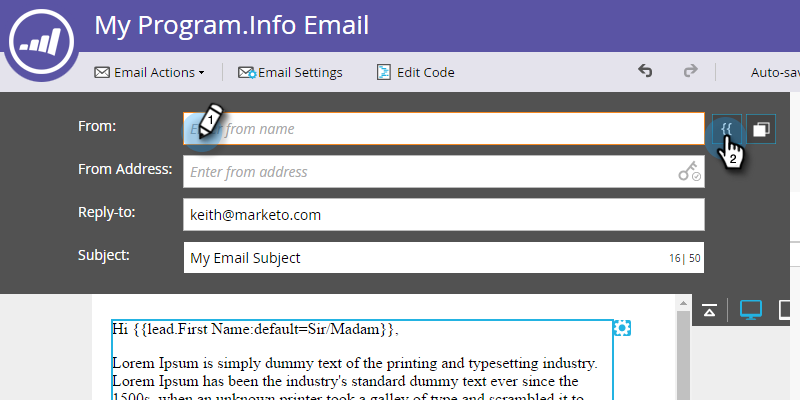 My Program.Info Email
Email Actions Email Settings Edit Code Auto-sav
From: Enter from name {{
1
2
From Address: Enter from address
Reply-to: keith@marketo.com
Subject: My Email Subject 16| 50
Hi {{lead.First Name:default=Sir/Madam}},
Lorem Ipsum is simply dummy text of the printing and typesetting industry.
Lorem Ipsum has been the industry's standard dummy text ever since the
1500s, when an unknown printer took a galley of type and scrambled it to